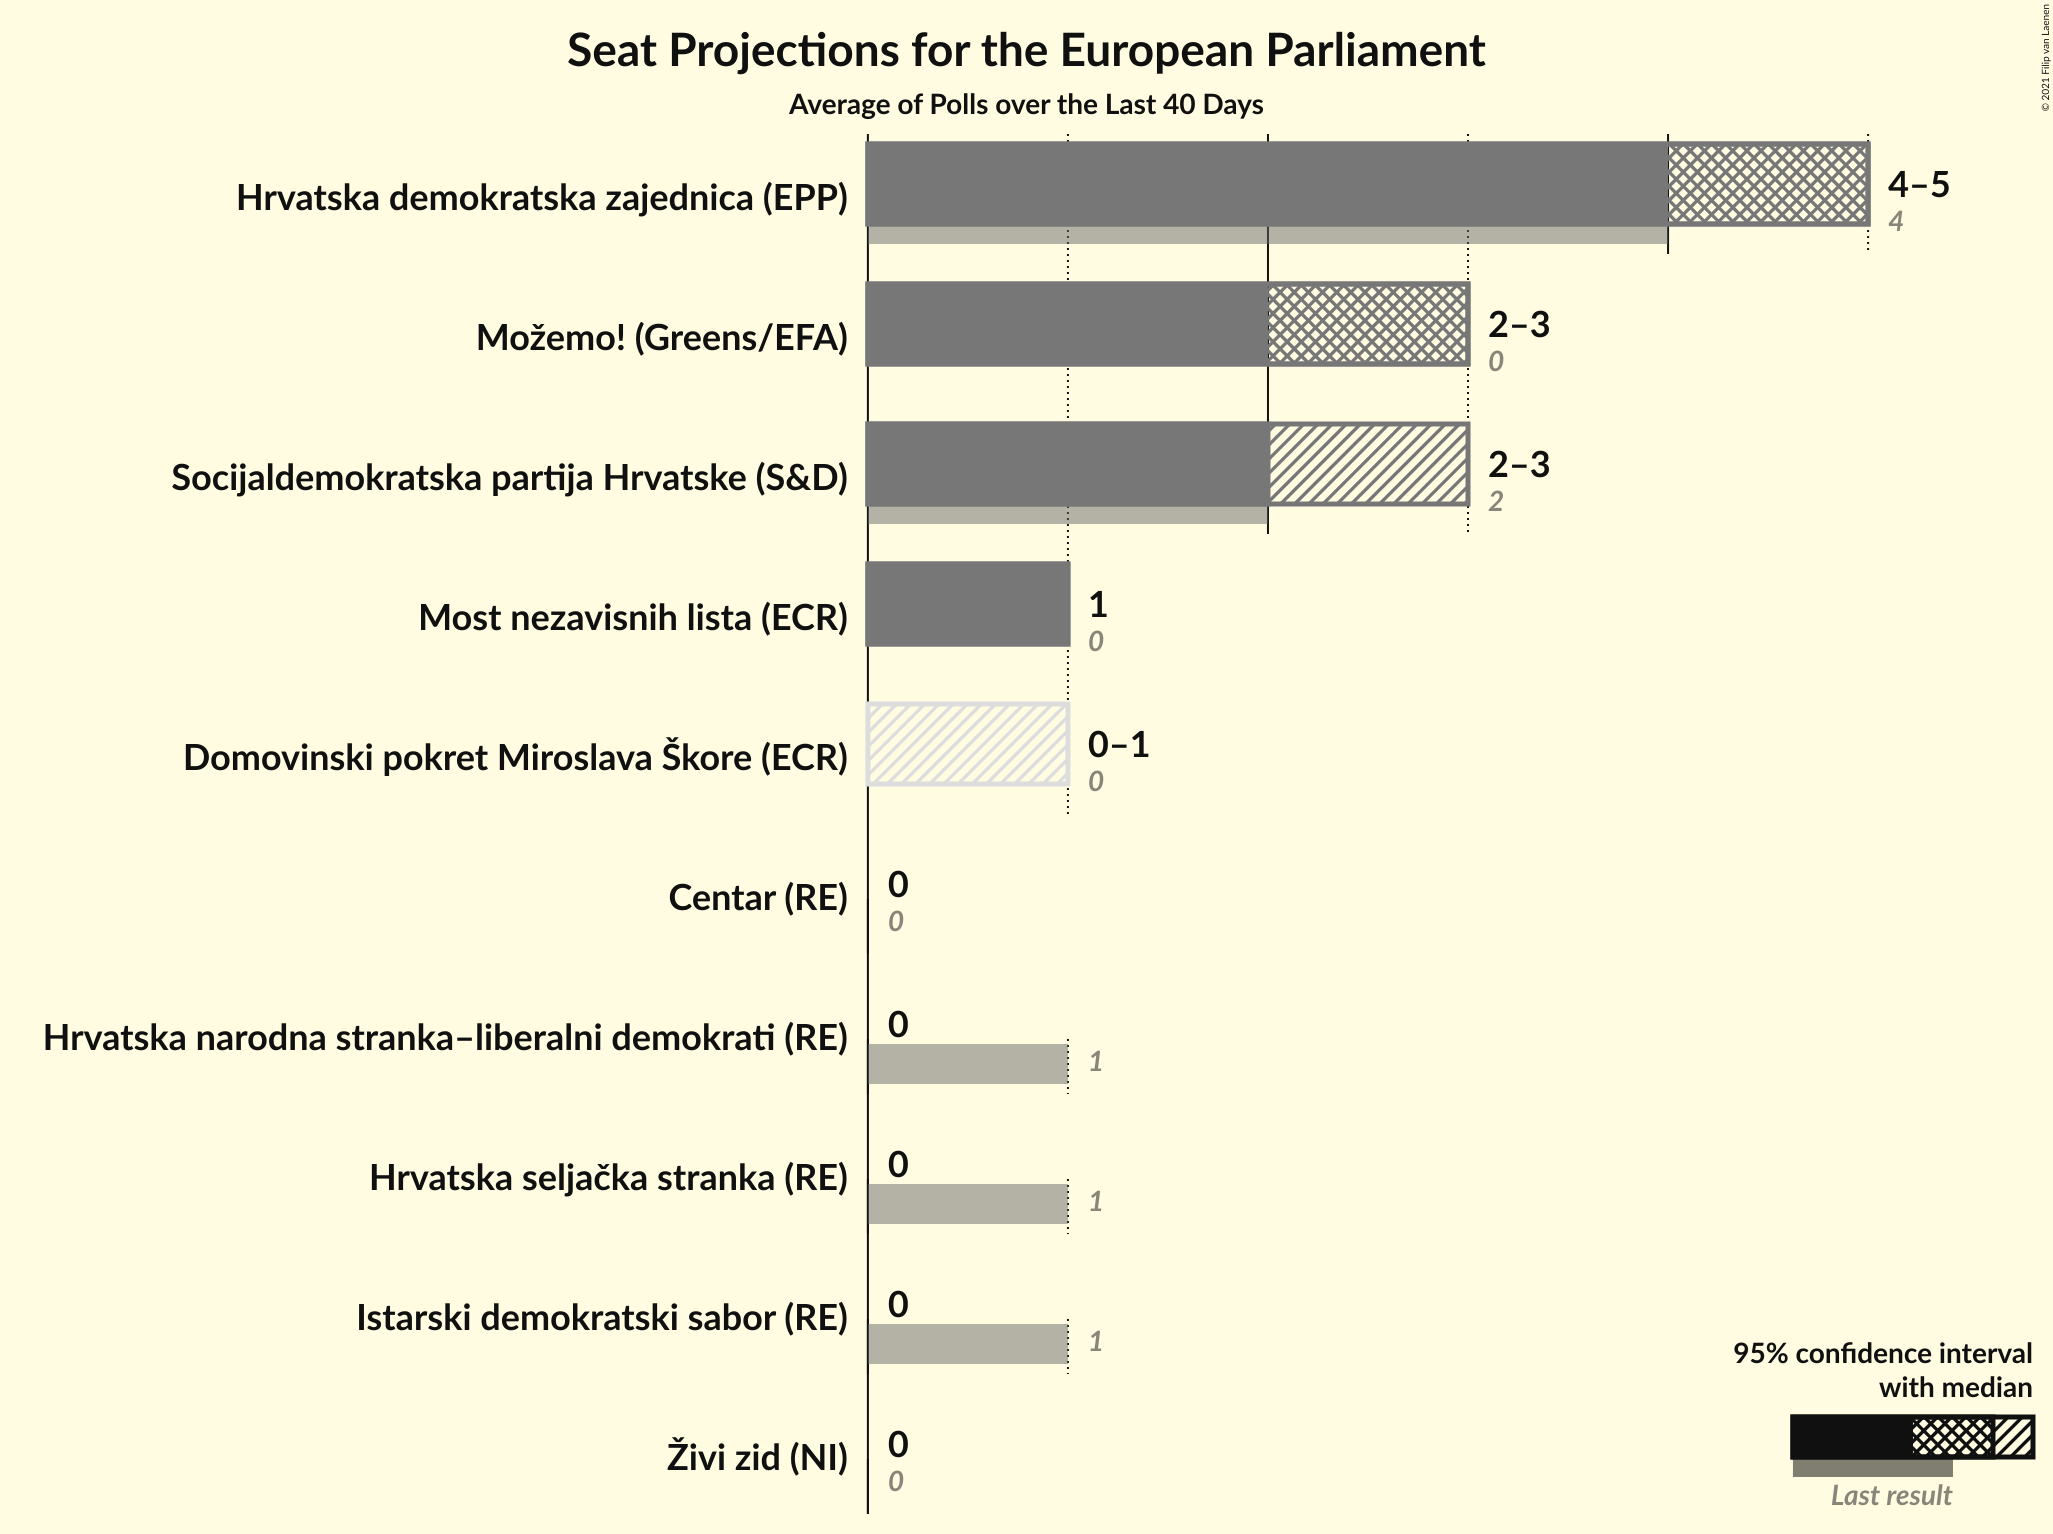 Seat Projections for the European Parliament
Average of Polls over the Last 40 Days
© 2021 Filip van Laenen
Hrvatska demokratska zajednica (EPP)
4–5
4
Možemo! (Greens/EFA)
2–3
0
Socijaldemokratska partija Hrvatske (S&D)
2–3
2
Most nezavisnih lista (ECR)
1
0
Domovinski pokret Miroslava Škore (ECR)
0–1
0
Centar (RE)
0
0
Hrvatska narodna stranka–liberalni demokrati (RE)
0
1
Hrvatska seljačka stranka (RE)
0
1
Istarski demokratski sabor (RE)
0
1
Živi zid (NI)
0
0
95% confidence interval
with median
Last result